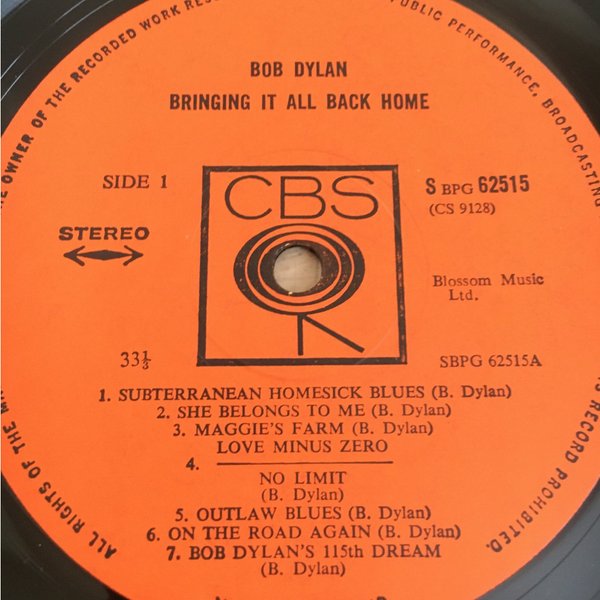 OWNER OF THE RECORDED WORK
PUBLIC PERFORMANCE, BROADCASTING
BOB DYLAN
BRINGING IT ALL BACK HOME
SIDE 1
CBS
S BPG 62515
(CS 9128)
STEREO
Blossom Music
Ltd.
33⅓
SBPG 62515A
1. SUBTERRANEAN HOMESICK BLUES (B. Dylan)
2. SHE BELONGS TO ME (B. Dylan)
3. MAGGIE'S FARM (B. Dylan)
LOVE MINUS ZERO
4.
NO LIMIT
(B. Dylan)
5. OUTLAW BLUES (B. Dylan)
6. ON THE ROAD AGAIN (B. Dylan)
7. BOB DYLAN'S 115th DREAM
(B. Dylan)
ALL RIGHTS OF THE
RECORD PROHIBITED.